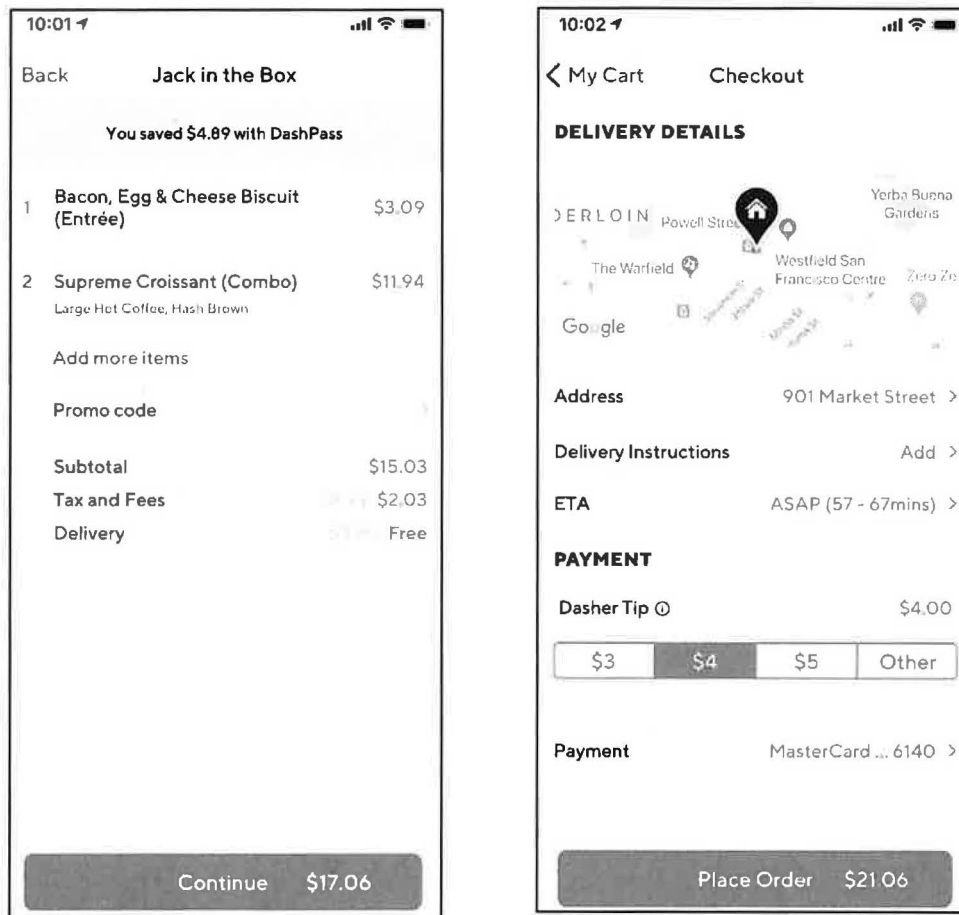 10:01
Back Jack in the Box
You saved $4.89 with DashPass
1 Bacon, Egg & Cheese Biscuit
(Entrée) $3.09
2 Supreme Croissant (Combo) $11.94
Large Hot Coffee, Hash Brown
Add more items
Promo code
Subtotal $15.03
Tax and Fees $2.03
Delivery Free
Continue $17.06
10:02
My Cart Checkout
DELIVERY DETAILS
Yerba Buena
Gardens
DERLOIN Powell Stree
The Warfield
Westfield San
Francisco Centre
Google
Address 901 Market Street >
Delivery Instructions Add >
ETA ASAP (57 - 67mins) >
PAYMENT
Dasher Tip $4.00
$3 $4 $5 Other
Payment MasterCard ... 6140 >
Place Order $21.06